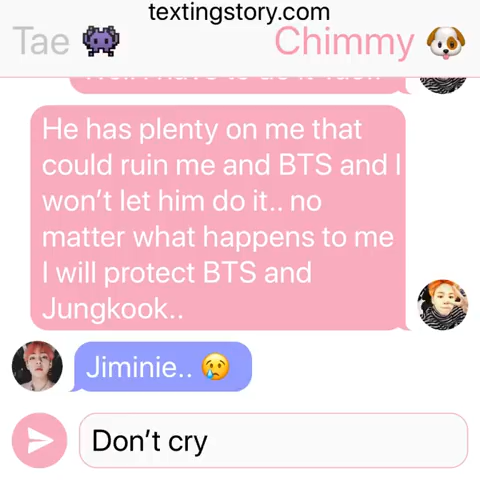 textingstory.com
Tae 👾 Chimmy 🐶
He has plenty on me that
could ruin me and BTS and I
won’t let him do it.. no
matter what happens to me
I will protect BTS and
Jungkook..
Jiminie.. 😢
Don’t cry